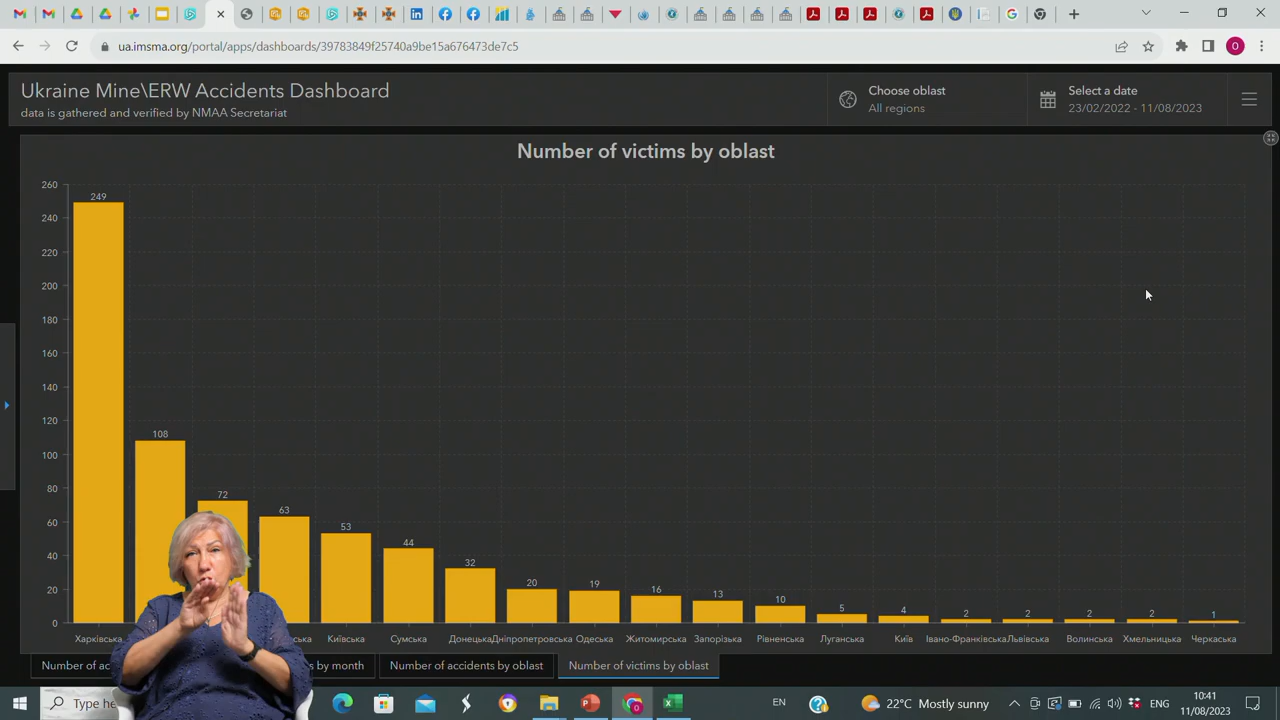 ua.imsma.org/portal/apps/dashboards/39783849f25740a9be15a676473de7c5
Ukraine Mine\ERW Accidents Dashboard
data is gathered and verified by NMAA Secretariat
Choose oblast
All regions
Select a date
23/02/2022 - 11/08/2023
Number of victims by oblast
260
240
220
200
180
160
140
120
100
80
60
40
20
0
249
108
72
63
53
44
32
20
19
16
13
10
5
4
2
2
2
2
1
Харківська
Київська
Сумська
Донецька
Дніпропетровська
Одеська
Житомирська
Запорізька
Рівненська
Луганська
Київ
Івано-Франківська
Львівська
Волинська
Хмельницька
Черкаська
Number of
by month
Number of accidents by oblast
Number of victims by oblast
Type
EN
22°C Mostly sunny
ENG
10:41
11/08/2023